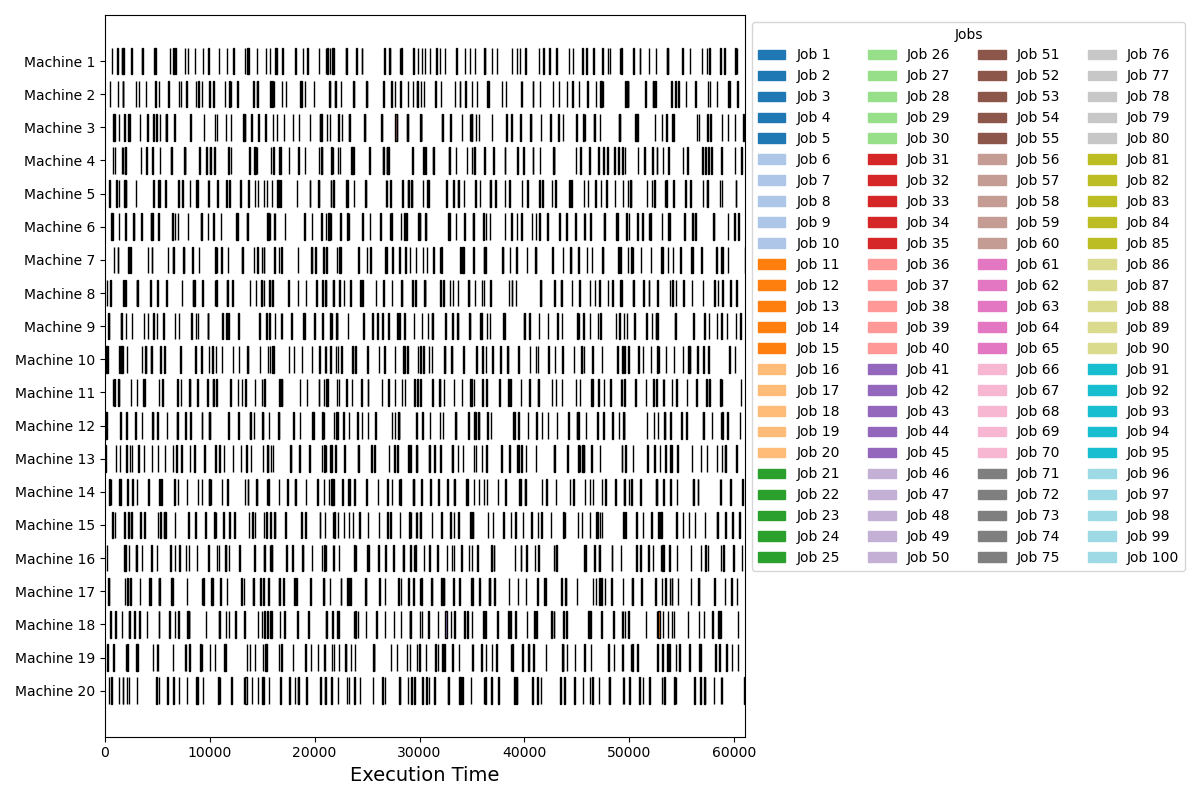 Machine 1
Machine 2
Machine 3
Machine 4
Machine 5
Machine 6
Machine 7
Machine 8
Machine 9
Machine 10
Machine 11
Machine 12
Machine 13
Machine 14
Machine 15
Machine 16
Machine 17
Machine 18
Machine 19
Machine 20
0 10000 20000 30000 40000 50000 60000
Execution Time
Jobs
Job 1 Job 26 Job 51 Job 76
Job 2 Job 27 Job 52 Job 77
Job 3 Job 28 Job 53 Job 78
Job 4 Job 29 Job 54 Job 79
Job 5 Job 30 Job 55 Job 80
Job 6 Job 31 Job 56 Job 81
Job 7 Job 32 Job 57 Job 82
Job 8 Job 33 Job 58 Job 83
Job 9 Job 34 Job 59 Job 84
Job 10 Job 35 Job 60 Job 85
Job 11 Job 36 Job 61 Job 86
Job 12 Job 37 Job 62 Job 87
Job 13 Job 38 Job 63 Job 88
Job 14 Job 39 Job 64 Job 89
Job 15 Job 40 Job 65 Job 90
Job 16 Job 41 Job 66 Job 91
Job 17 Job 42 Job 67 Job 92
Job 18 Job 43 Job 68 Job 93
Job 19 Job 44 Job 69 Job 94
Job 20 Job 45 Job 70 Job 95
Job 21 Job 46 Job 71 Job 96
Job 22 Job 47 Job 72 Job 97
Job 23 Job 48 Job 73 Job 98
Job 24 Job 49 Job 74 Job 99
Job 25 Job 50 Job 75 Job 100